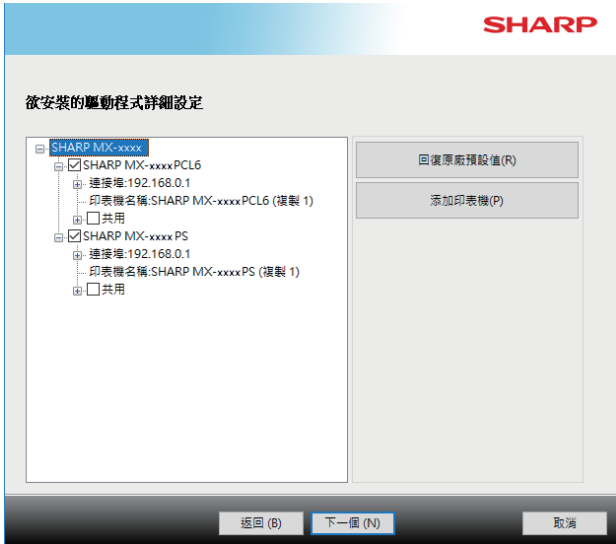 SHARP
欲安裝的驅動程式詳細設定
SHARP MX-xxxx
SHARP MX-xxxxPCL6
連接埠:192.168.0.1
印表機名稱:SHARP MX-xxxxPCL6 (複製 1)
共用
SHARP MX-xxxx PS
連接埠:192.168.0.1
印表機名稱:SHARP MX-xxxxPS (複製 1)
共用
回復原廠預設值(R)
添加印表機(P)
返回 (B)
下一個 (N)
取消